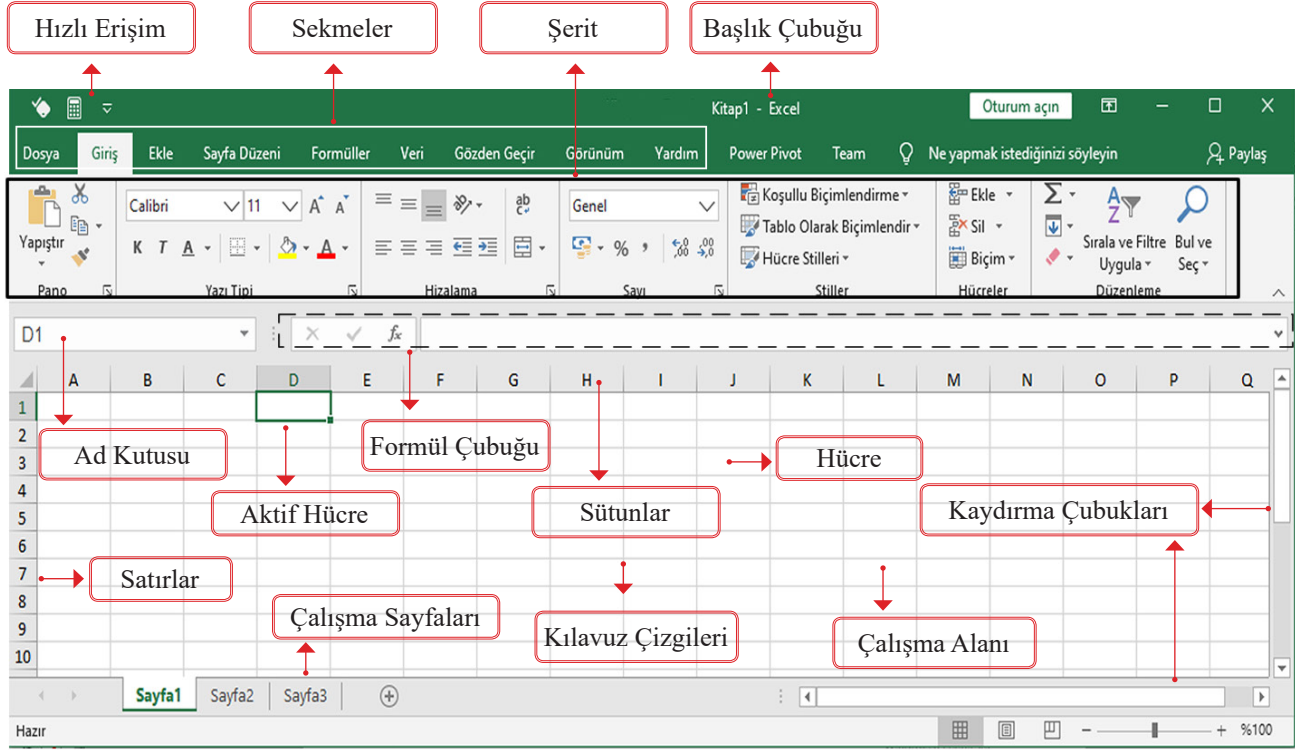 Hızlı Erişim
Sekmeler
Şerit
Başlık Çubuğu
Kitap1 - Excel
Oturum açın
Dosya Giriş Ekle Sayfa Düzeni Formüller Veri Gözden Geçir Görünüm Yardım Power Pivot Team Ne yapmak istediğinizi söyleyin Paylaş
Yapıştır
Pano
Calibri 11
K T A A
Yazı Tipi
ab
c
Hizalama
Genel
% ,
Sayı
Koşullu Biçimlendirme
Tablo Olarak Biçimlendir
Hücre Stilleri
Stiller
Ekle
Sil
Biçim
Hücreler
Σ
Sırala ve Filtre
Uygula
Bul ve
Seç
Düzenleme
D1
fx
A B C D E F G H I J K L M N O P Q
1
2
3
4
5
6
7
8
9
10
Ad Kutusu
Formül Çubuğu
Hücre
Aktif Hücre
Sütunlar
Kaydırma Çubukları
Satırlar
Çalışma Sayfaları
Kılavuz Çizgileri
Çalışma Alanı
Sayfa1 Sayfa2 Sayfa3
Hazır
%100